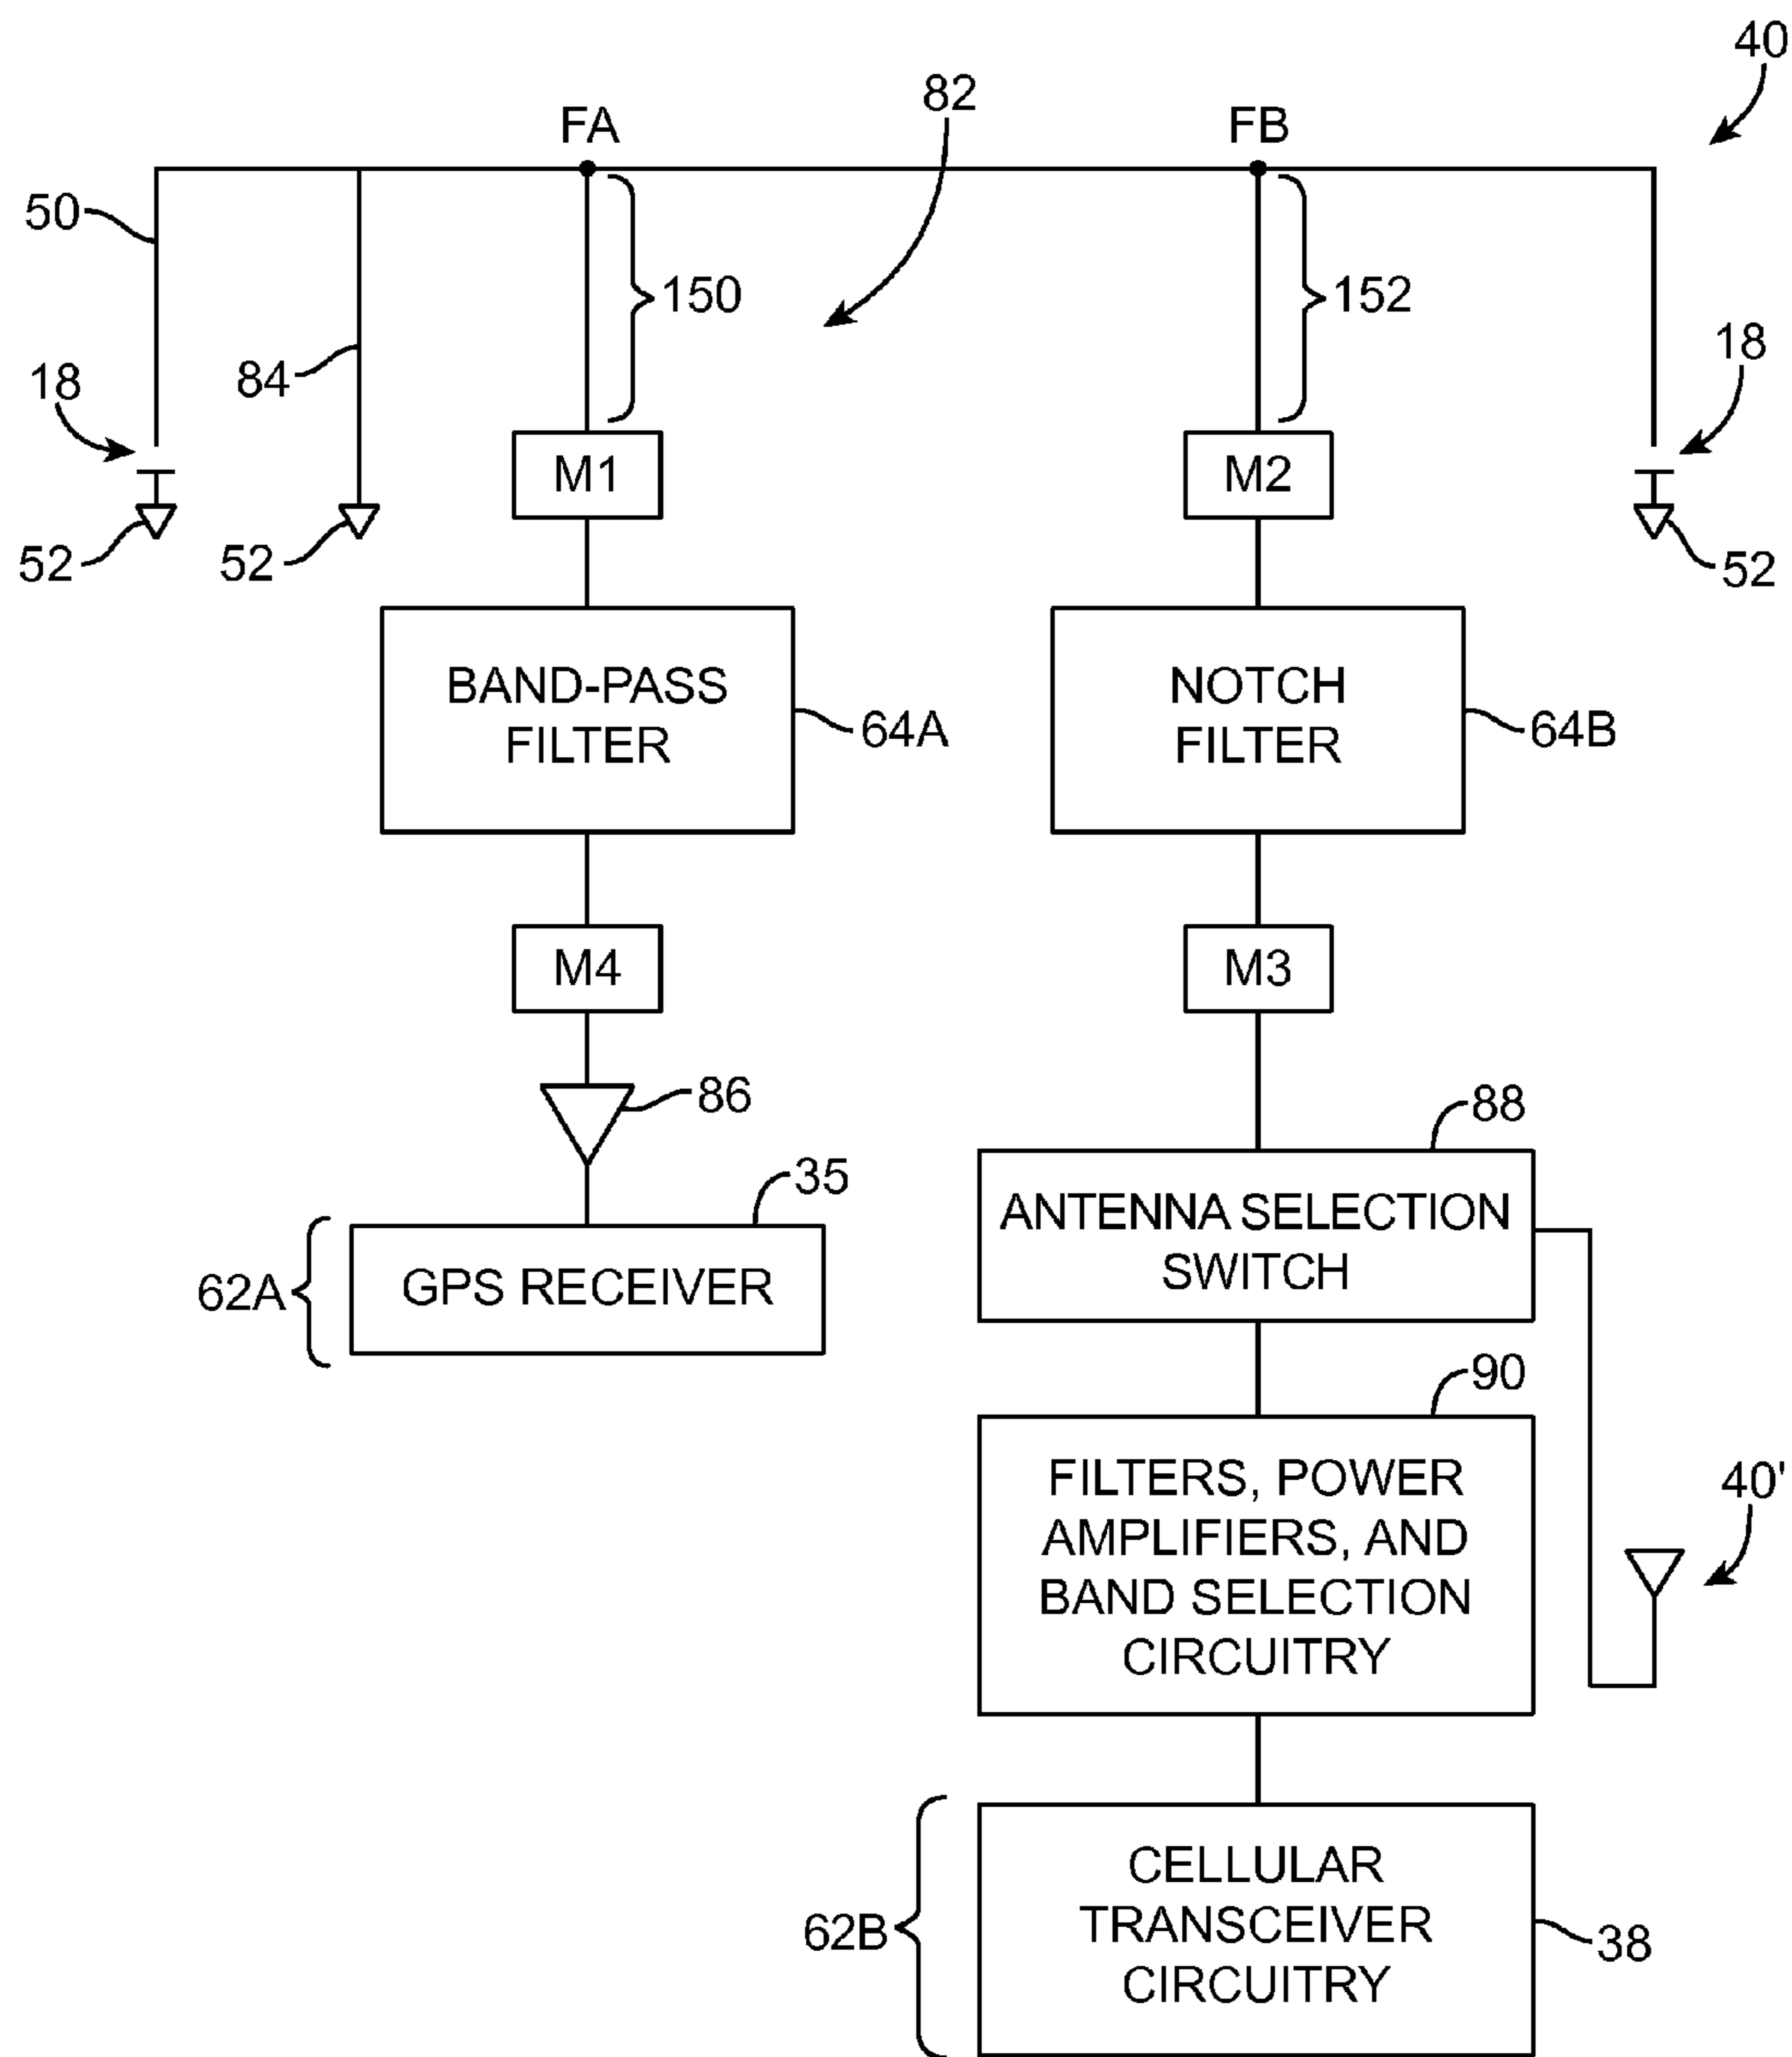 40
82
FA
FB
50
150
152
18
84
18
M1
M2
52
52
52
BAND-PASS
FILTER
64A
NOTCH
FILTER
64B
M4
M3
86
88
35
ANTENNA SELECTION
SWITCH
62A
GPS RECEIVER
90
FILTERS, POWER
AMPLIFIERS, AND
BAND SELECTION
CIRCUITRY
40'
62B
CELLULAR
TRANSCEIVER
CIRCUITRY
38